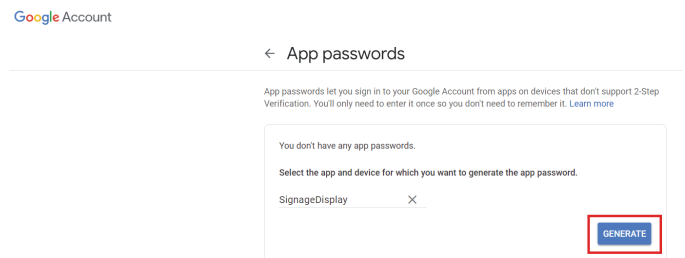 Google Account
← App passwords
App passwords let you sign in to your Google Account from apps on devices that don't support 2-Step
Verification. You'll only need to enter it once so you don't need to remember it. Learn more
You don't have any app passwords.
Select the app and device for which you want to generate the app password.
SignageDisplay
GENERATE